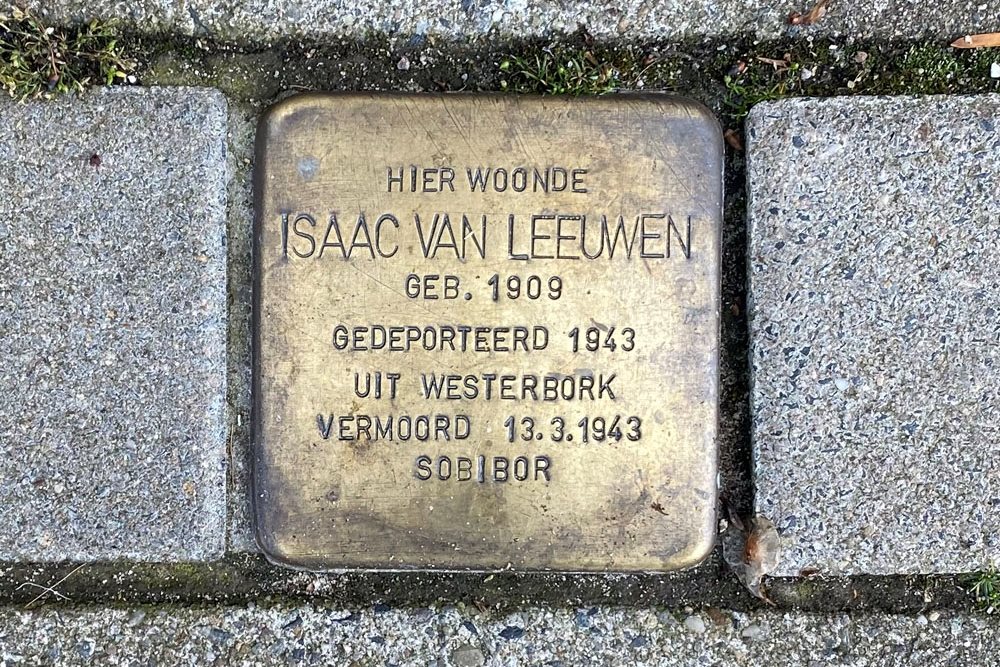 HIER WOONDE
ISAAC VAN LEEUWEN
GEB. 1909
GEDEPORTEERD 1943
UIT WESTERBORK
VERMOORD 13.3.1943
SOBIBOR